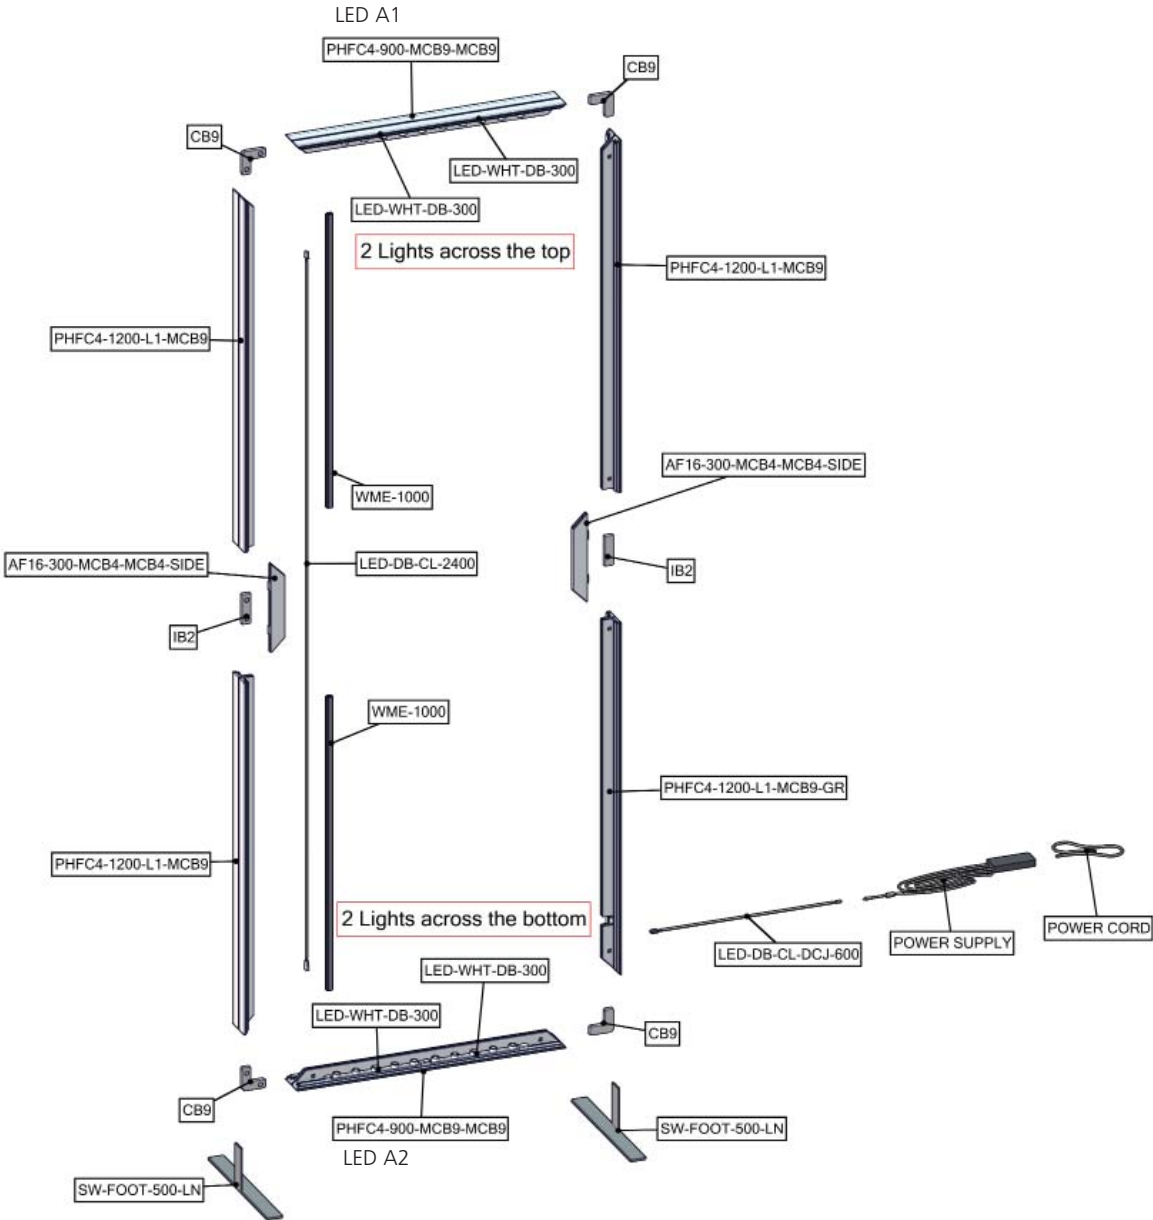 LED A1
PHFC4-900-MCB9-MCB9
CB9
CB9
LED-WHT-DB-300
LED-WHT-DB-300
2 Lights across the top
PHFC4-1200-L1-MCB9
PHFC4-1200-L1-MCB9
AF16-300-MCB4-MCB4-SIDE
WME-1000
AF16-300-MCB4-MCB4-SIDE
LED-DB-CL-2400
IB2
IB2
WME-1000
PHFC4-1200-L1-MCB9-GR
PHFC4-1200-L1-MCB9
2 Lights across the bottom
POWER CORD
POWER SUPPLY
LED-DB-CL-DCJ-600
LED-WHT-DB-300
LED-WHT-DB-300
CB9
CB9
PHFC4-900-MCB9-MCB9
SW-FOOT-500-LN
LED A2
SW-FOOT-500-LN